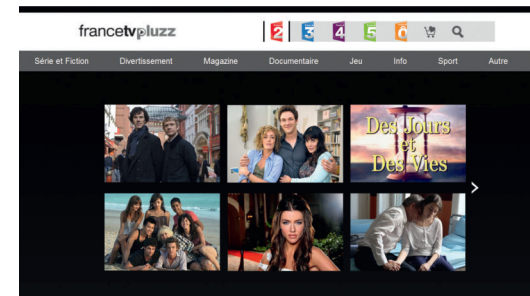 francetvpluzz 2 3 4 5 ô
Série et Fiction Divertissement Magazine Documentaire Jeu Info Sport Autre
Des Jours
et
Des Vies